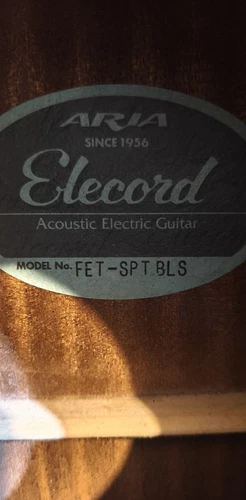 ARIA
SINCE 1956
Elecord
Acoustic Electric Guitar
MODEL No. FET-SPT BLS